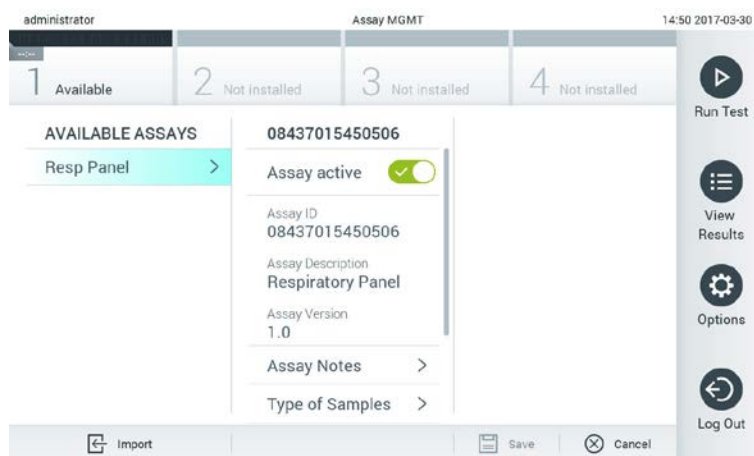 administrator
Assay MGMT
14:50 2017-03-30
--:--
1 Available
2 Not installed
3 Not installed
4 Not installed
Run Test
View
Results
Options
Log Out
AVAILABLE ASSAYS
Resp Panel >
08437015450506
Assay active
Assay ID
08437015450506
Assay Description
Respiratory Panel
Assay Version
1.0
Assay Notes >
Type of Samples >
Import
Save
Cancel